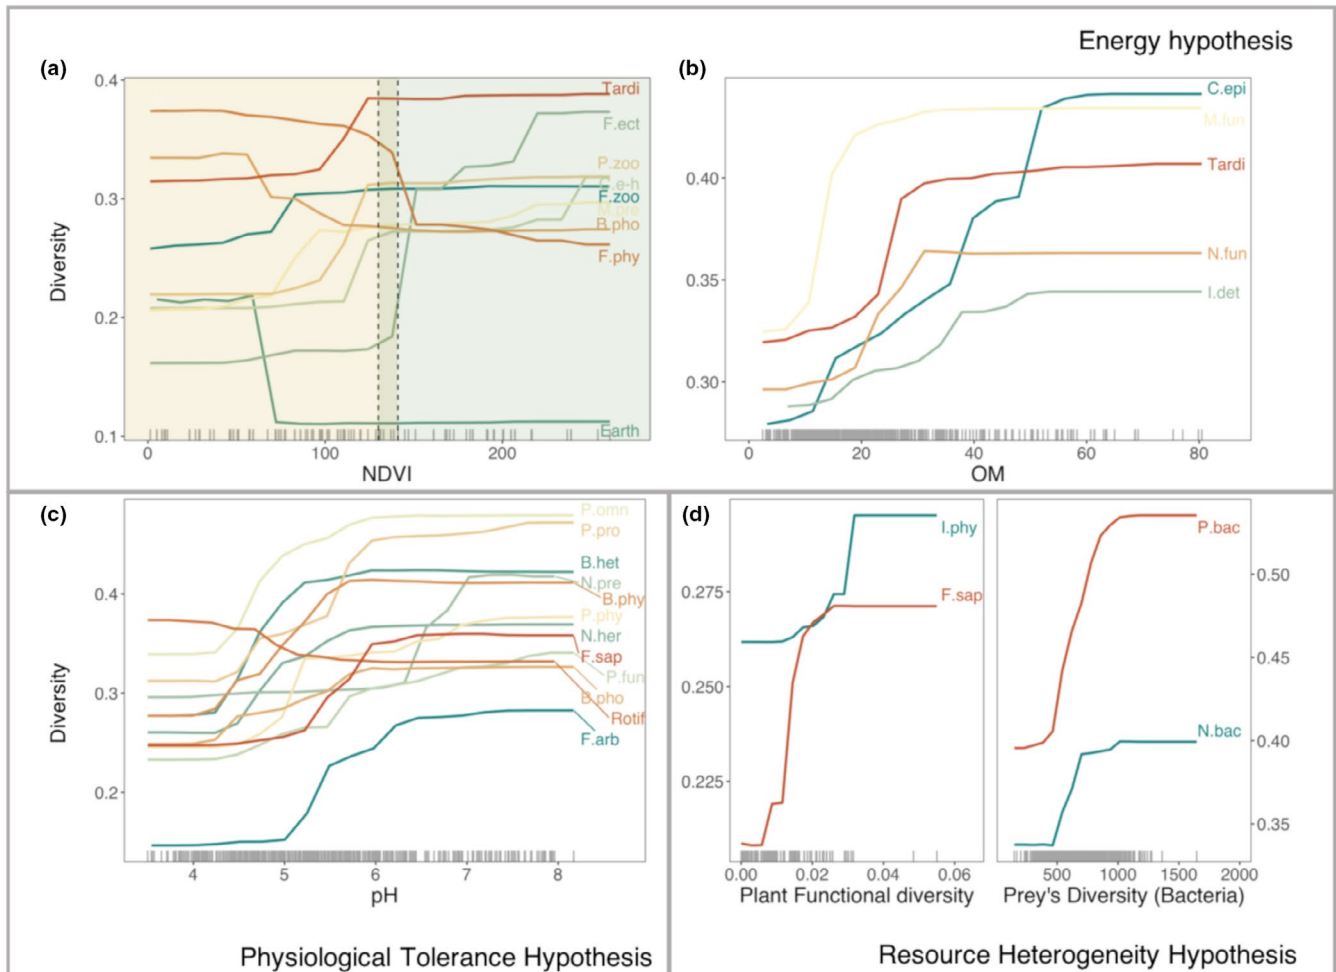 Energy hypothesis
(a)
0.4
0.3
0.2
0.1
Diversity
Tardi
F.ect
P.zoo
F.zoo
M.pre
B.pho
F.phy
Earth
0
100
200
NDVI
(b)
0.40
0.35
0.30
C.epi
M.fun
Tardi
N.fun
I.det
0
20
40
60
80
OM
(c)
0.4
0.3
0.2
Diversity
P.omn
P.pro
B.het
N.pre
B.phy
P.phy
N.her
F.sap
P.fun
B.pho
Rotif
F.arb
4
5
6
7
8
pH
Physiological Tolerance Hypothesis
(d)
0.275
0.250
0.225
I.phy
F.sap
0.00
0.02
0.04
0.06
Plant Functional diversity
P.bac
N.bac
0.50
0.45
0.40
0.35
500
1000
1500
2000
Prey's Diversity (Bacteria)
Resource Heterogeneity Hypothesis